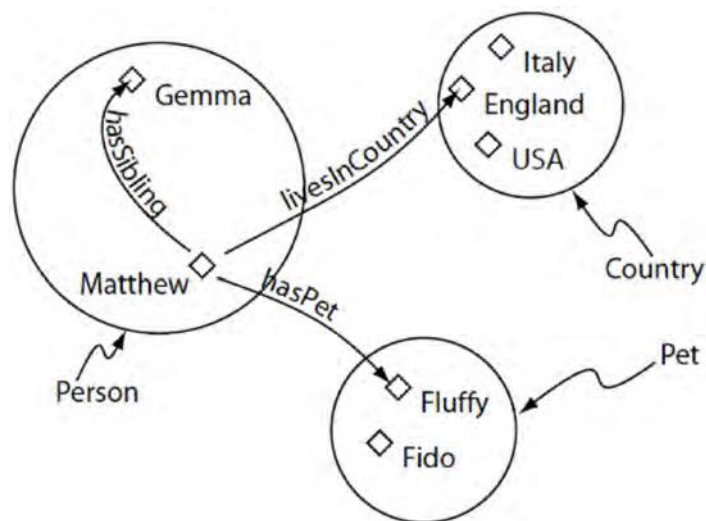 Italy
England
USA
Gemma
hasSibling
livesInCountry
Matthew
hasPet
Country
Person
Pet
Fluffy
Fido